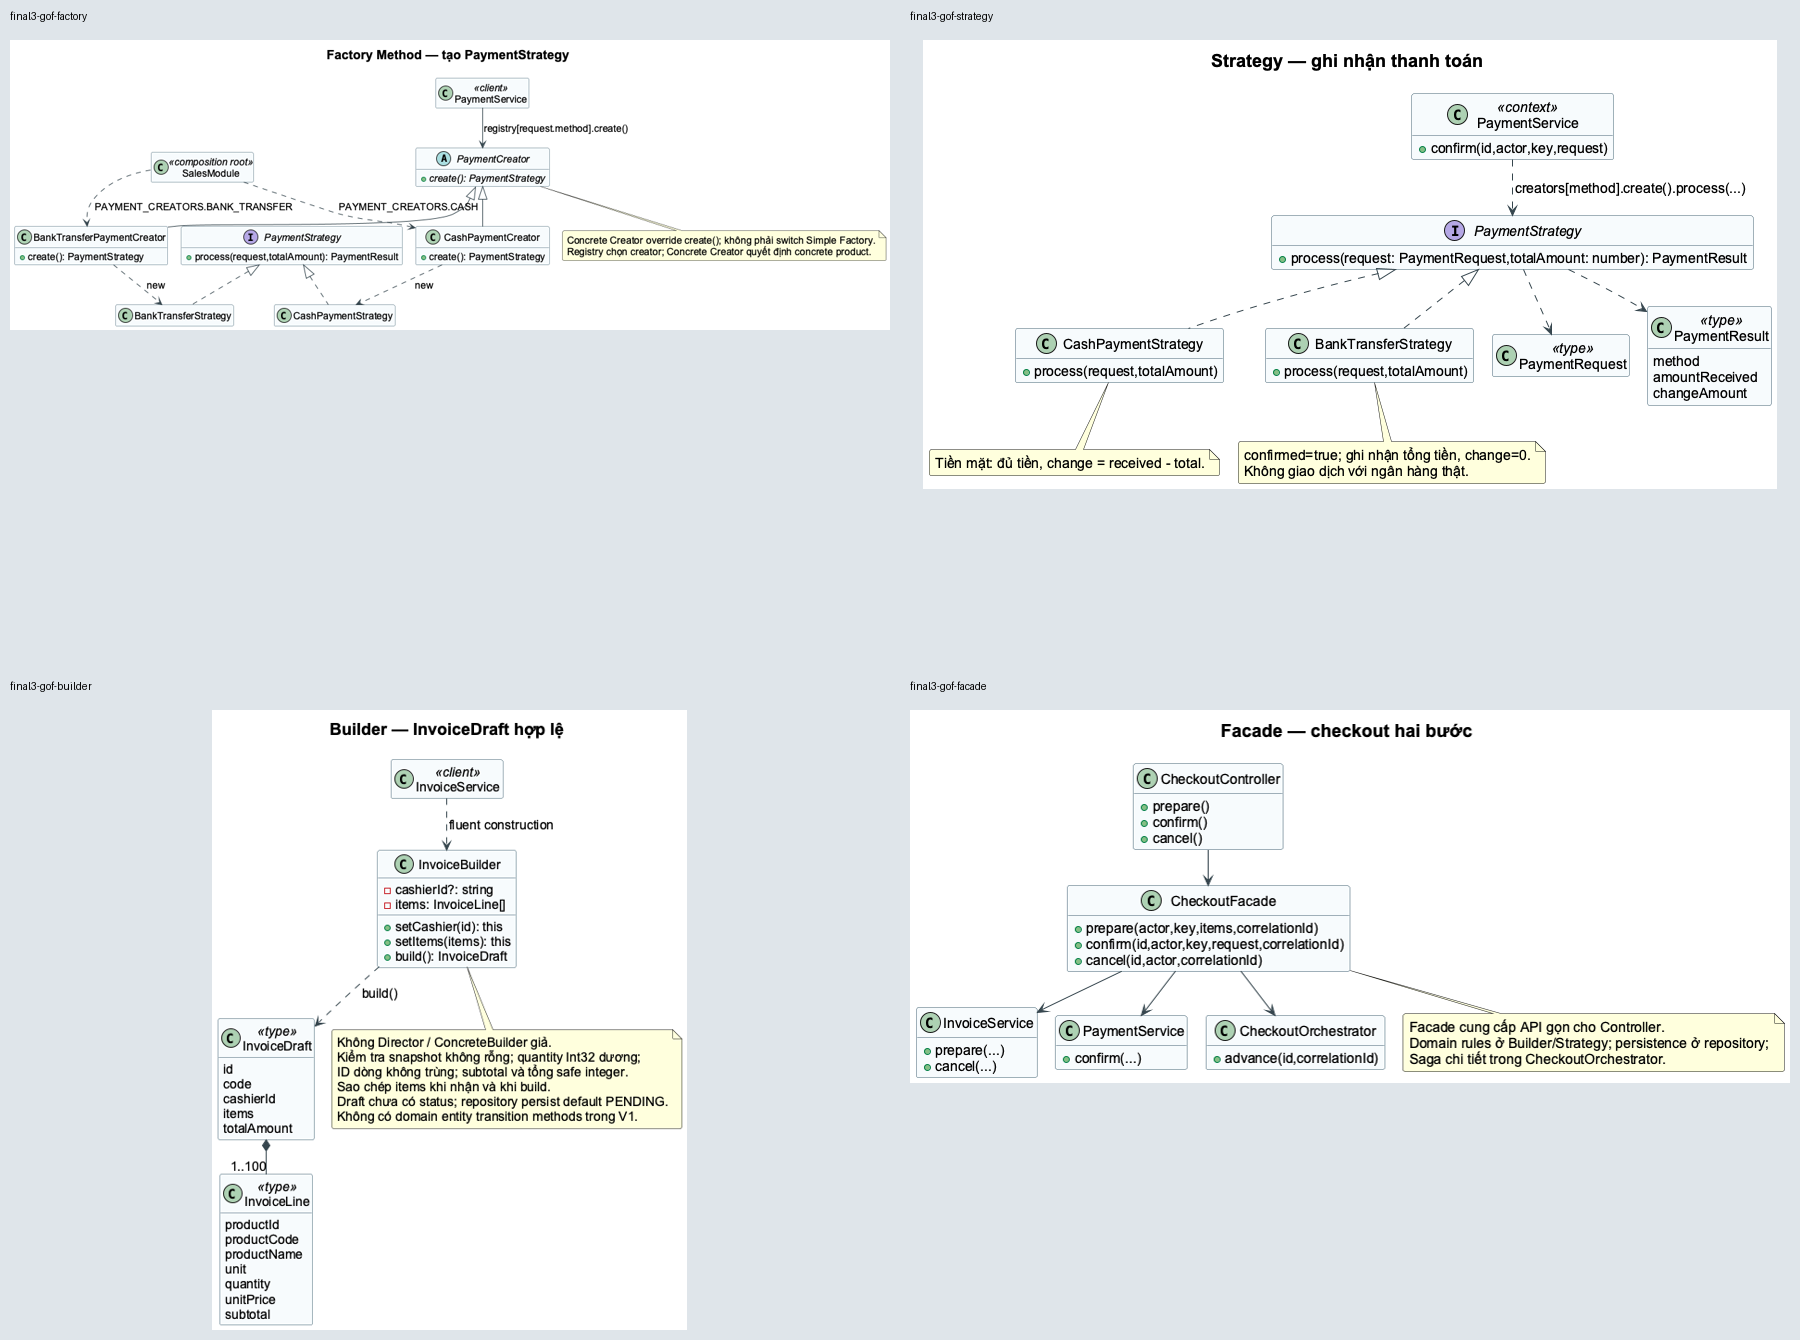 final3-gof-factory
Factory Method — tạo PaymentStrategy
C «client»
PaymentService
registry[request.method].create()
A PaymentCreator
create(): PaymentStrategy
C «composition root»
SalesModule
PAYMENT_CREATORS.BANK_TRANSFER
PAYMENT_CREATORS.CASH
C BankTransferPaymentCreator
create(): PaymentStrategy
I PaymentStrategy
process(request,totalAmount): PaymentResult
C CashPaymentCreator
create(): PaymentStrategy
Concrete Creator override create(); không phải switch Simple Factory.
Registry chọn creator; Concrete Creator quyết định concrete product.
new
new
C BankTransferStrategy
C CashPaymentStrategy
final3-gof-strategy
Strategy — ghi nhận thanh toán
C «context»
PaymentService
confirm(id,actor,key,request)
creators[method].create().process(...)
I PaymentStrategy
process(request: PaymentRequest,totalAmount: number): PaymentResult
C CashPaymentStrategy
process(request,totalAmount)
C BankTransferStrategy
process(request,totalAmount)
C «type»
PaymentRequest
C «type»
PaymentResult
method
amountReceived
changeAmount
Tiền mặt: đủ tiền, change = received - total.
confirmed=true; ghi nhận tổng tiền, change=0.
Không giao dịch với ngân hàng thật.
final3-gof-builder
Builder — InvoiceDraft hợp lệ
C «client»
InvoiceService
fluent construction
C InvoiceBuilder
cashierId?: string
items: InvoiceLine[]
setCashier(id): this
setItems(items): this
build(): InvoiceDraft
build()
C «type»
InvoiceDraft
id
code
cashierId
items
totalAmount
Không Director / ConcreteBuilder giả.
Kiểm tra snapshot không rỗng; quantity Int32 dương;
ID dòng không trùng; subtotal và tổng safe integer.
Sao chép items khi nhận và khi build.
Draft chưa có status; repository persist default PENDING.
Không có domain entity transition methods trong V1.
1..100
C «type»
InvoiceLine
productId
productCode
productName
unit
quantity
unitPrice
subtotal
final3-gof-facade
Facade — checkout hai bước
C CheckoutController
prepare()
confirm()
cancel()
C CheckoutFacade
prepare(actor,key,items,correlationId)
confirm(id,actor,key,request,correlationId)
cancel(id,actor,correlationId)
C InvoiceService
prepare(...)
cancel(...)
C PaymentService
confirm(...)
C CheckoutOrchestrator
advance(id,correlationId)
Facade cung cấp API gọn cho Controller.
Domain rules ở Builder/Strategy; persistence ở repository;
Saga chi tiết trong CheckoutOrchestrator.